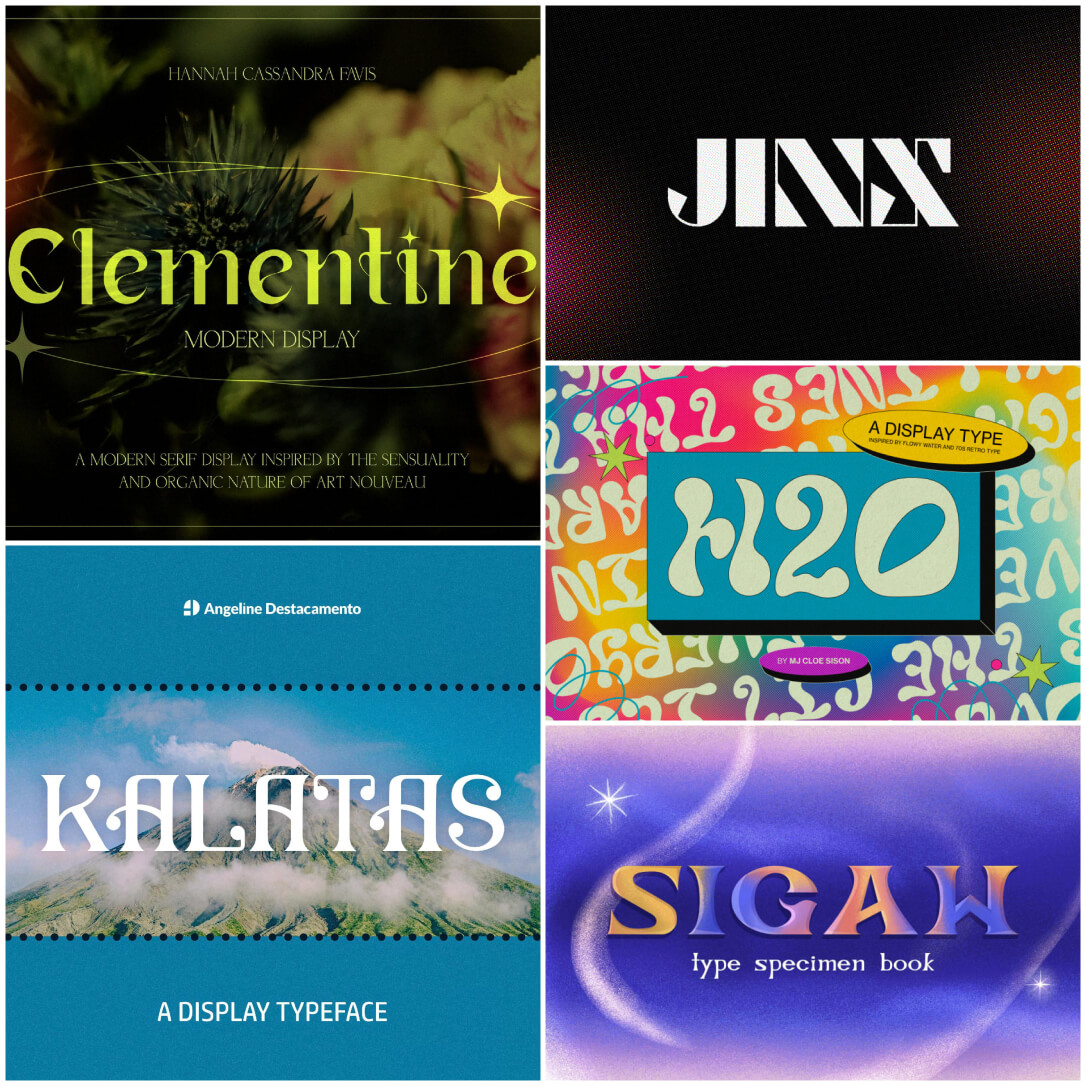 HANNAH CASSANDRA FAVIS
Clementine
MODERN DISPLAY
A MODERN SERIF DISPLAY INSPIRED BY THE SENSUALITY
AND ORGANIC NATURE OF ART NOUVEAU
JINX
A DISPLAY TYPE
INSPIRED BY FLOWY WATER AND 70S RETRO TYPE
H2O
BY MJ CLOE SISON
Angeline Destacamento
KALATAS
A DISPLAY TYPEFACE
SIGAW
type specimen book